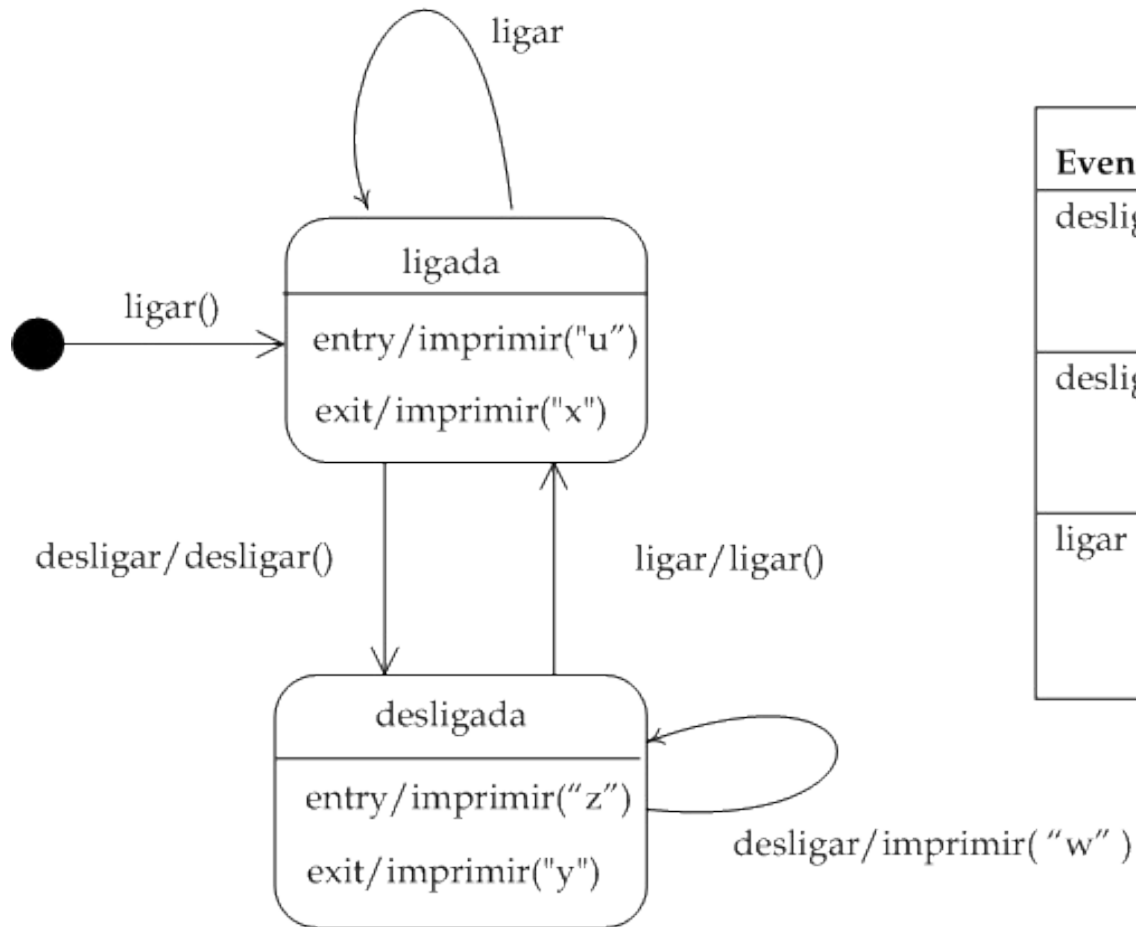 ligar
ligada
ligar()
entry/imprimir("u”)
exit/imprimir("x")
desligar/desligar()
ligar/ligar()
desligada
entry/imprimir(“z”)
exit/imprimir("y")
desligar/imprimir( “w” )
ligar